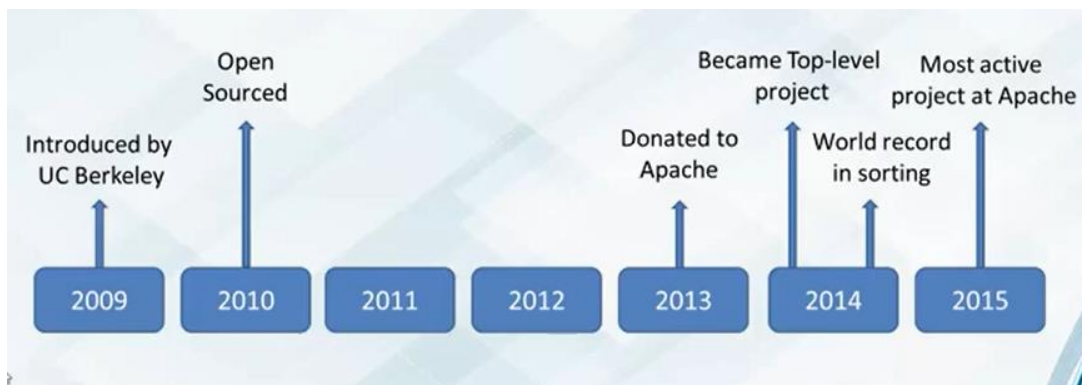 Introduced by
UC Berkeley
Open
Sourced
Donated to
Apache
Became Top-level
project
World record
in sorting
Most active
project at Apache
2009
2010
2011
2012
2013
2014
2015